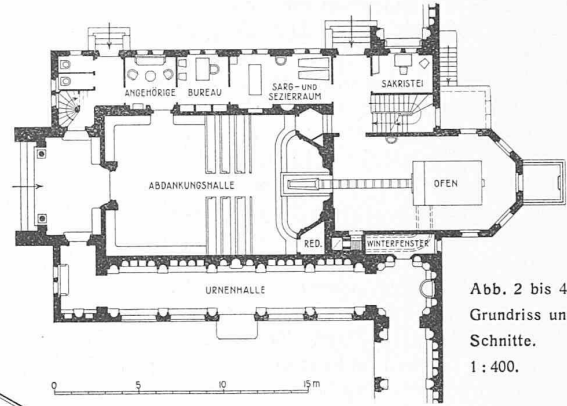 ANGEHÖRIGE
BUREAU
SARG- UND
SEZIERRAUM
SAKRISTEI
ABDANKUNGSHALLE
OFEN
RED.
WINTERFENSTER
URNENHALLE
Abb. 2 bis 4
Grundriss un
Schnitte.
1 : 400.
0 5 10 15 m